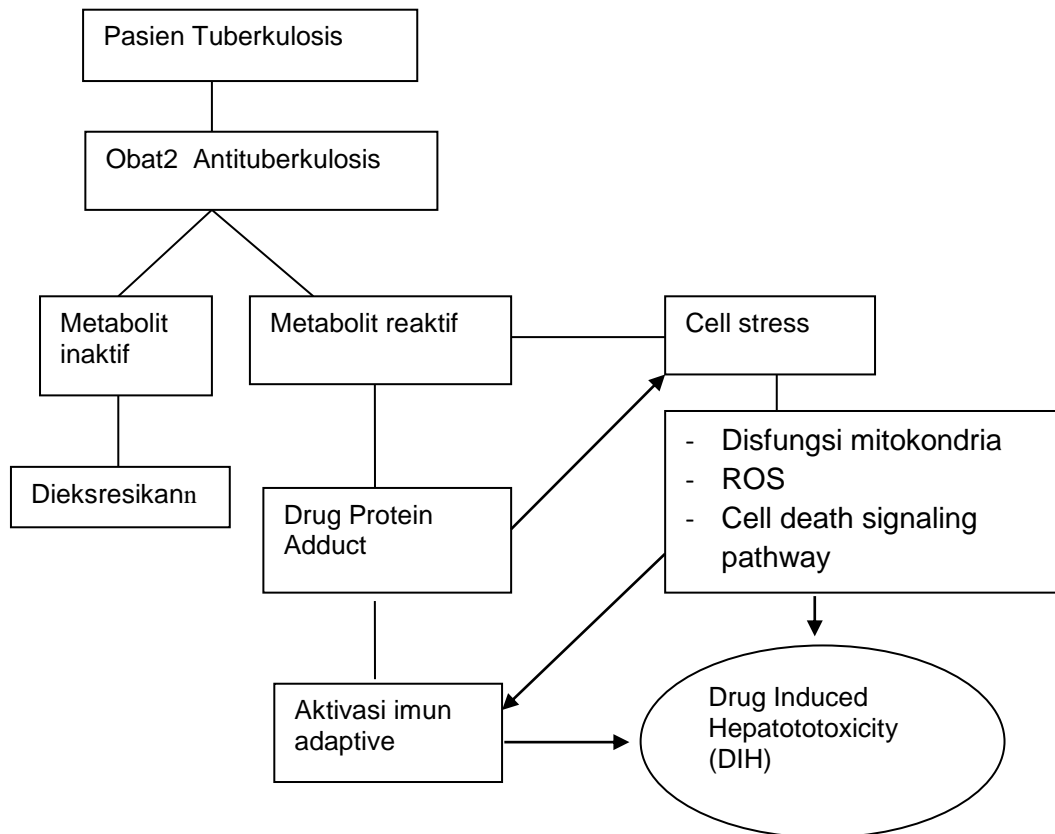 Pasien Tuberkulosis
Obat2 Antituberkulosis
Metabolit
inaktif
Metabolit reaktif
Cell stress
- Disfungsi mitokondria
- ROS
- Cell death signaling
pathway
Dieksresikann
Drug Protein
Adduct
Aktivasi imun
adaptive
Drug Induced
Hepatototoxicity
(DIH)